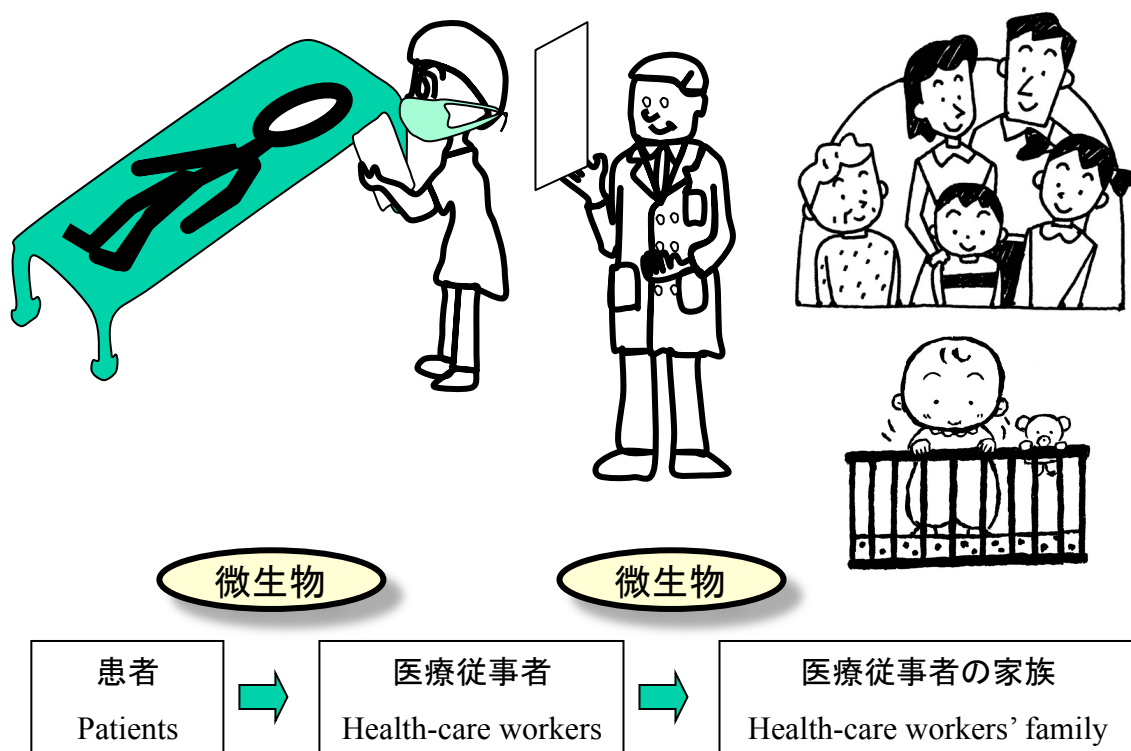 微生物
微生物
患者
Patients
医療従事者
Health-care workers
医療従事者の家族
Health-care workers’ family